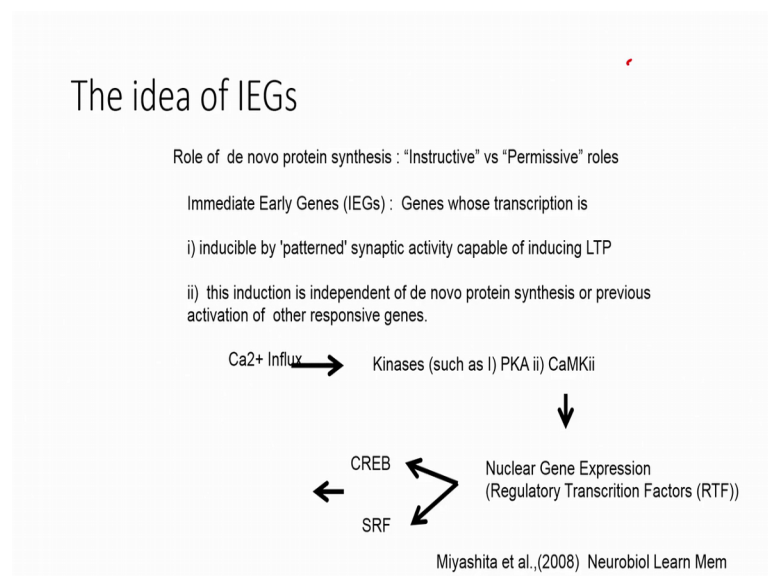 The idea of IEGs
Role of de novo protein synthesis : “Instructive” vs “Permissive” roles
Immediate Early Genes (IEGs) : Genes whose transcription is
i) inducible by 'patterned' synaptic activity capable of inducing LTP
ii) this induction is independent of de novo protein synthesis or previous
activation of other responsive genes.
Ca2+ Influx
Kinases (such as I) PKA ii) CaMKii
CREB
SRF
Nuclear Gene Expression
(Regulatory Transcrition Factors (RTF))
Miyashita et al.,(2008) Neurobiol Learn Mem